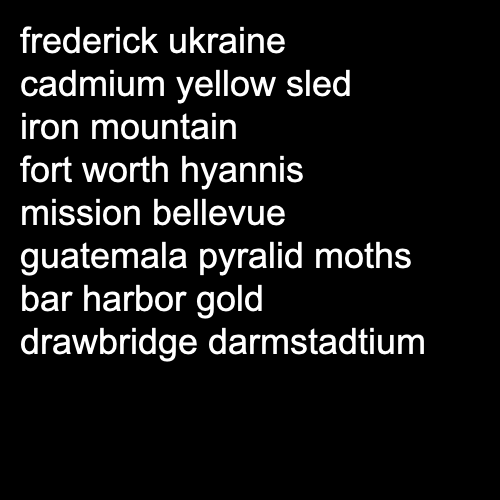 frederick ukraine
cadmium yellow sled
iron mountain
fort worth hyannis
mission bellevue
guatemala pyralid moths
bar harbor gold
drawbridge darmstadtium